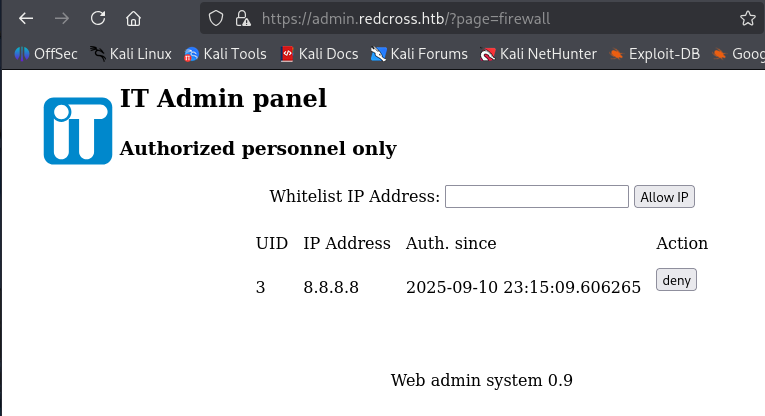 https://admin.redcross.htb/?page=firewall
OffSec Kali Linux Kali Tools Kali Docs Kali Forums Kali NetHunter Exploit-DB Goog
iT IT Admin panel
Authorized personnel only
Whitelist IP Address: Allow IP
UID IP Address Auth. since Action
3 8.8.8.8 2025-09-10 23:15:09.606265 deny
Web admin system 0.9